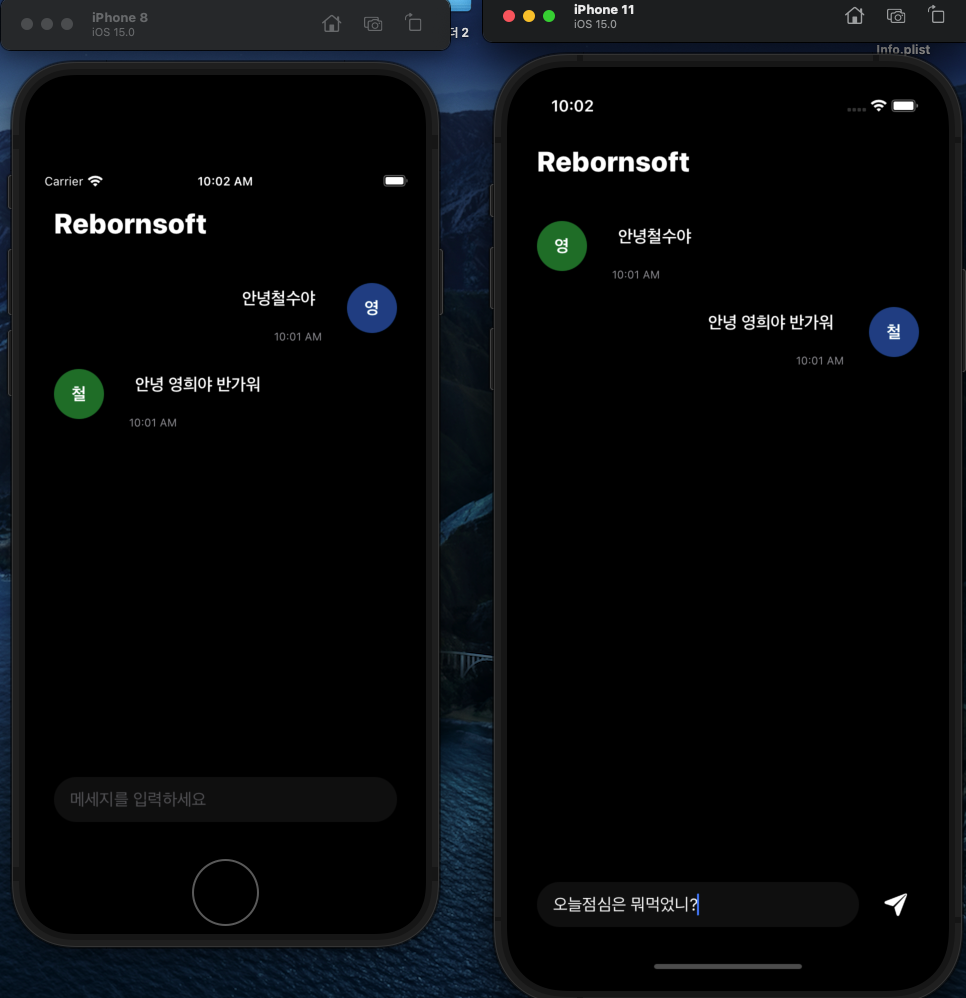 iPhone 8
iOS 15.0
더 2
Carrier
10:02 AM
Rebornsoft
안녕철수야
영
10:01 AM
철
안녕 영희야 반가워
10:01 AM
메세지를 입력하세요
iPhone 11
iOS 15.0
Info.plist
10:02
Rebornsoft
영
안녕철수야
10:01 AM
안녕 영희야 반가워
철
10:01 AM
오늘점심은 뭐먹었니?